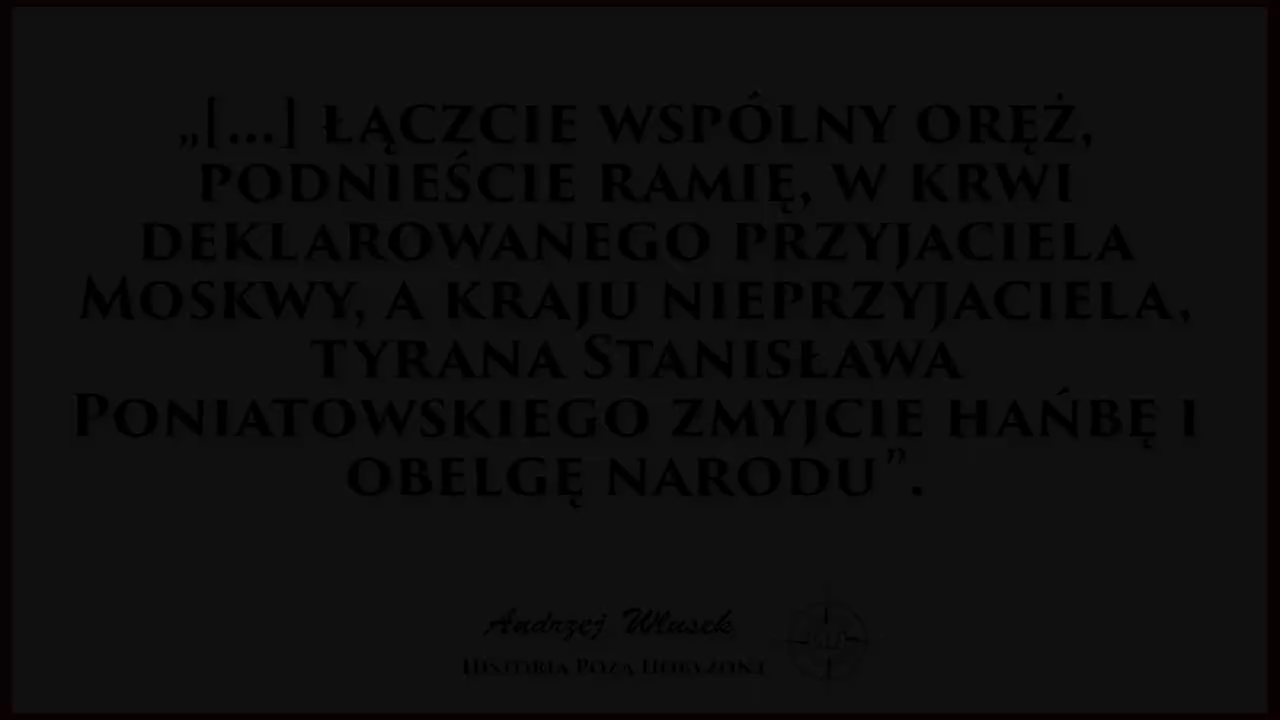 „[...] ŁĄCZCIE WSPÓLNY ORĘŻ,
PODNIEŚCIE RAMIĘ, W KRWI
DEKLAROWANEGO PRZYJACIELA
MOSKWY, A KRAJU NIEPRZYJACIELA,
TYRANA STANISŁAWA
PONIATOWSKIEGO ZMYJCIE HAŃBĘ I
OBELGĘ NARODU”.
Andrzej Włusek
HISTORIA POZA HORYZONT